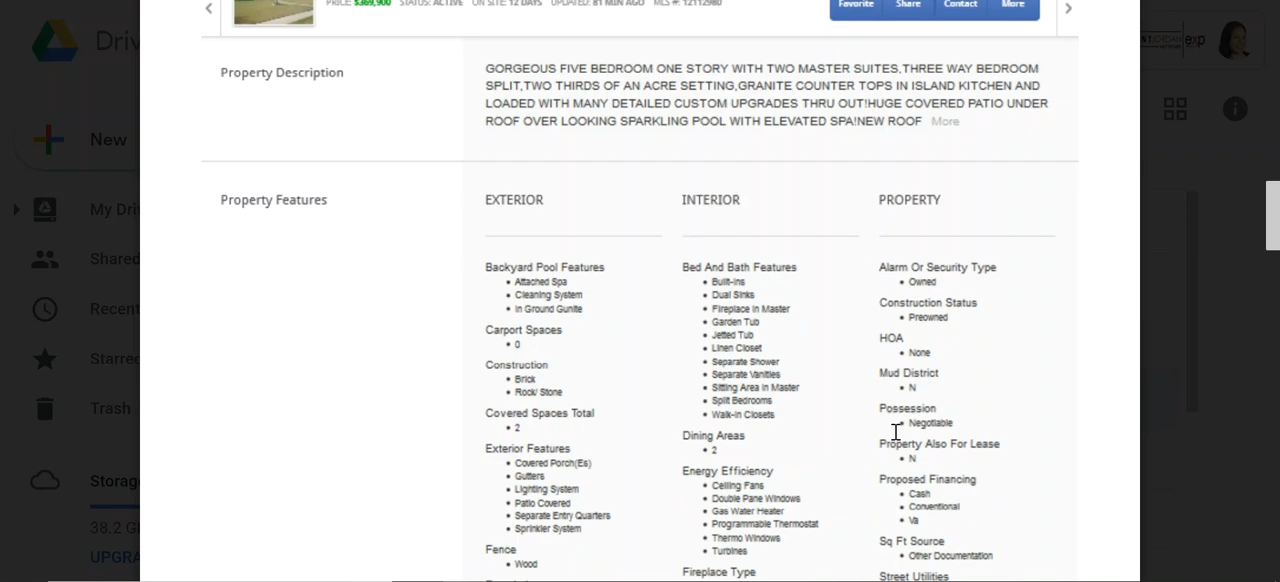 PRICE: $369,900 STATUS: ACTIVE ON SITE 12 DAYS UPDATED: 81 MIN AGO MLS #: 12112980
Favorite Share Contact More
Driv
New
My Driv
Shared
Recent
Starred
Trash
Storage
38.2 G
UPGRA
exp
Property Description
GORGEOUS FIVE BEDROOM ONE STORY WITH TWO MASTER SUITES,THREE WAY BEDROOM
SPLIT,TWO THIRDS OF AN ACRE SETTING,GRANITE COUNTER TOPS IN ISLAND KITCHEN AND
LOADED WITH MANY DETAILED CUSTOM UPGRADES THRU OUT!HUGE COVERED PATIO UNDER
ROOF OVER LOOKING SPARKLING POOL WITH ELEVATED SPA!NEW ROOF More
Property Features
EXTERIOR
Backyard Pool Features
• Attached Spa
• Cleaning System
• In Ground Gunite
Carport Spaces
• 0
Construction
• Brick
• Rock/ Stone
Covered Spaces Total
• 2
Exterior Features
• Covered Porch(Es)
• Gutters
• Lighting System
• Patio Covered
• Separate Entry Quarters
• Sprinkler System
Fence
• Wood
INTERIOR
Bed And Bath Features
• Built-Ins
• Dual Sinks
• Fireplace In Master
• Garden Tub
• Jetted Tub
• Linen Closet
• Separate Shower
• Separate Vanities
• Sitting Area In Master
• Split Bedrooms
• Walk-In Closets
Dining Areas
• 2
Energy Efficiency
• Ceiling Fans
• Double Pane Windows
• Gas Water Heater
• Programmable Thermostat
• Thermo Windows
• Turbines
Fireplace Type
PROPERTY
Alarm Or Security Type
• Owned
Construction Status
• Preowned
HOA
• None
Mud District
• N
Possession
• Negotiable
Property Also For Lease
• N
Proposed Financing
• Cash
• Conventional
• Va
Sq Ft Source
• Other Documentation
Street Utilities